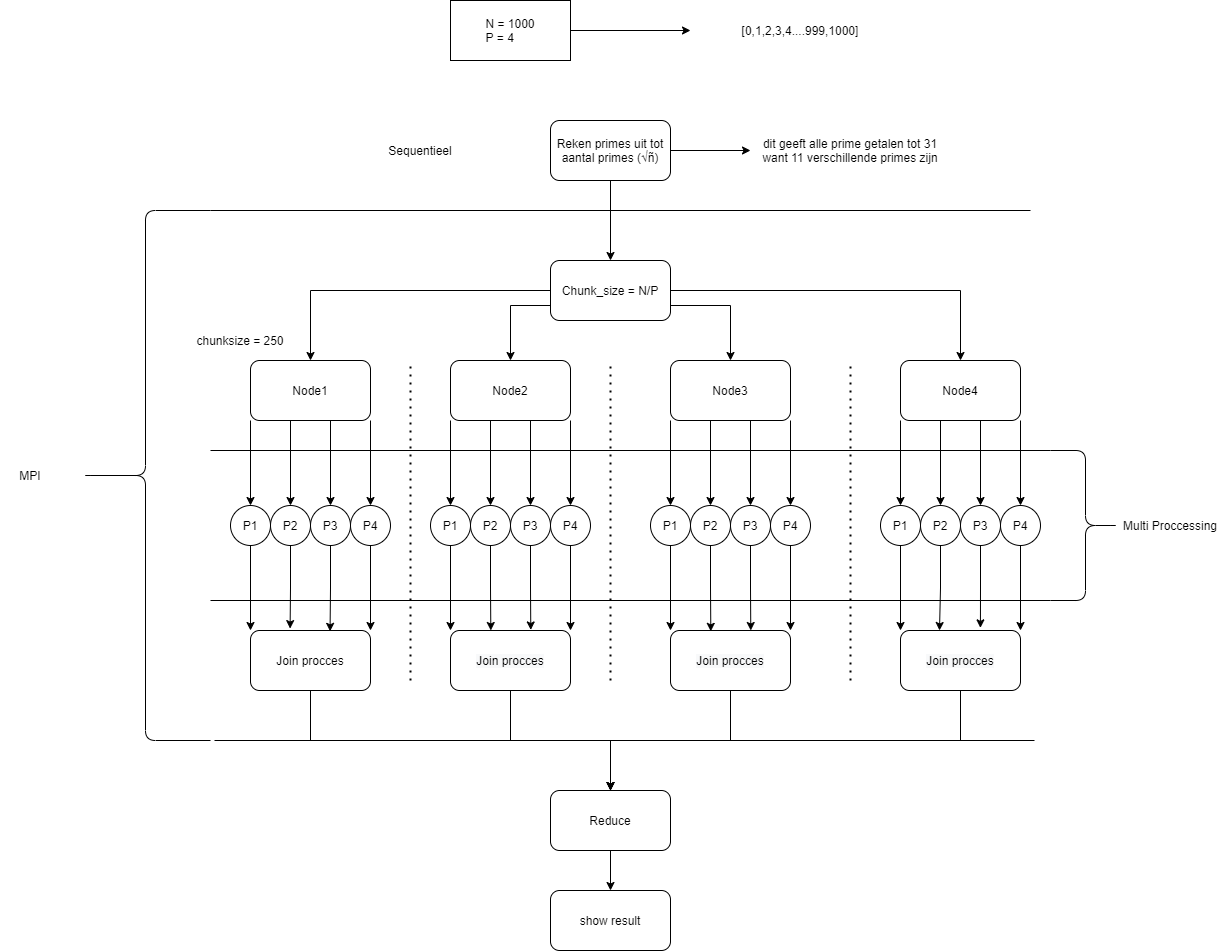 N = 1000
P = 4
[0,1,2,3,4....999,1000]
Sequentieel
Reken primes uit tot
aantal primes (√ñ)
dit geeft alle prime getalen tot 31
want 11 verschillende primes zijn
Chunk_size = N/P
chunksize = 250
Node1
Node2
Node3
Node4
MPI
P1
P2
P3
P4
P1
P2
P3
P4
P1
P2
P3
P4
P1
P2
P3
P4
Multi Proccessing
Join procces
Join procces
Join procces
Join procces
Reduce
show result